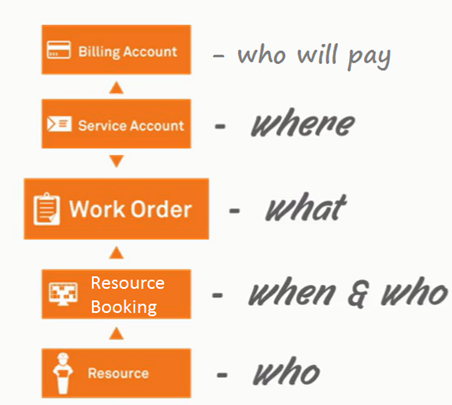 Billing Account - who will pay
Service Account - where
Work Order - what
Resource
Booking - when & who
Resource - who